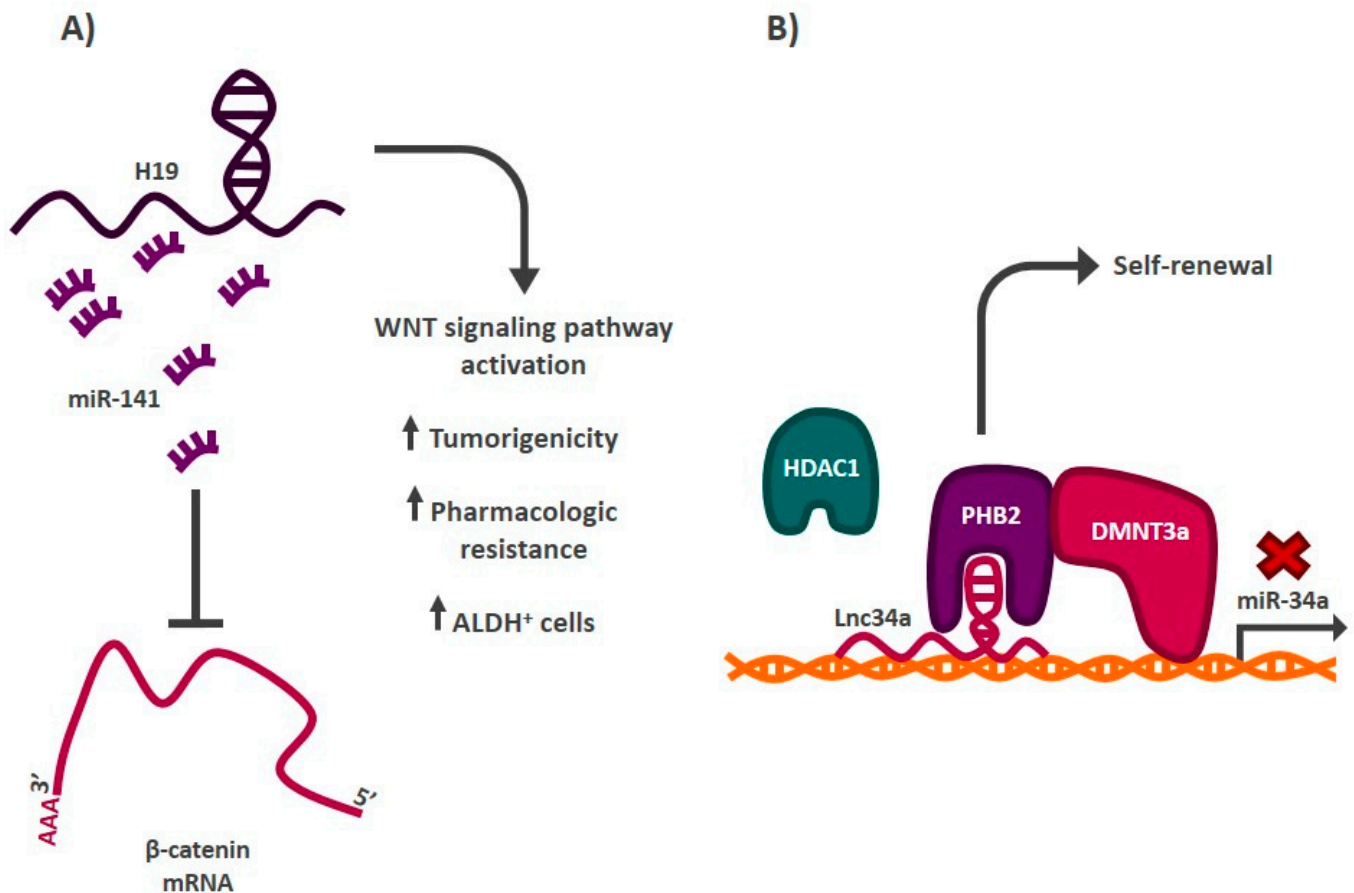 A)
H19
miR-141
WNT signaling pathway
activation
Tumorigenicity
Pharmacologic
resistance
ALDH⁺ cells
AAA 3’
5’
β-catenin
mRNA
B)
Self-renewal
HDAC1
PHB2
DMNT3a
Lnc34a
miR-34a